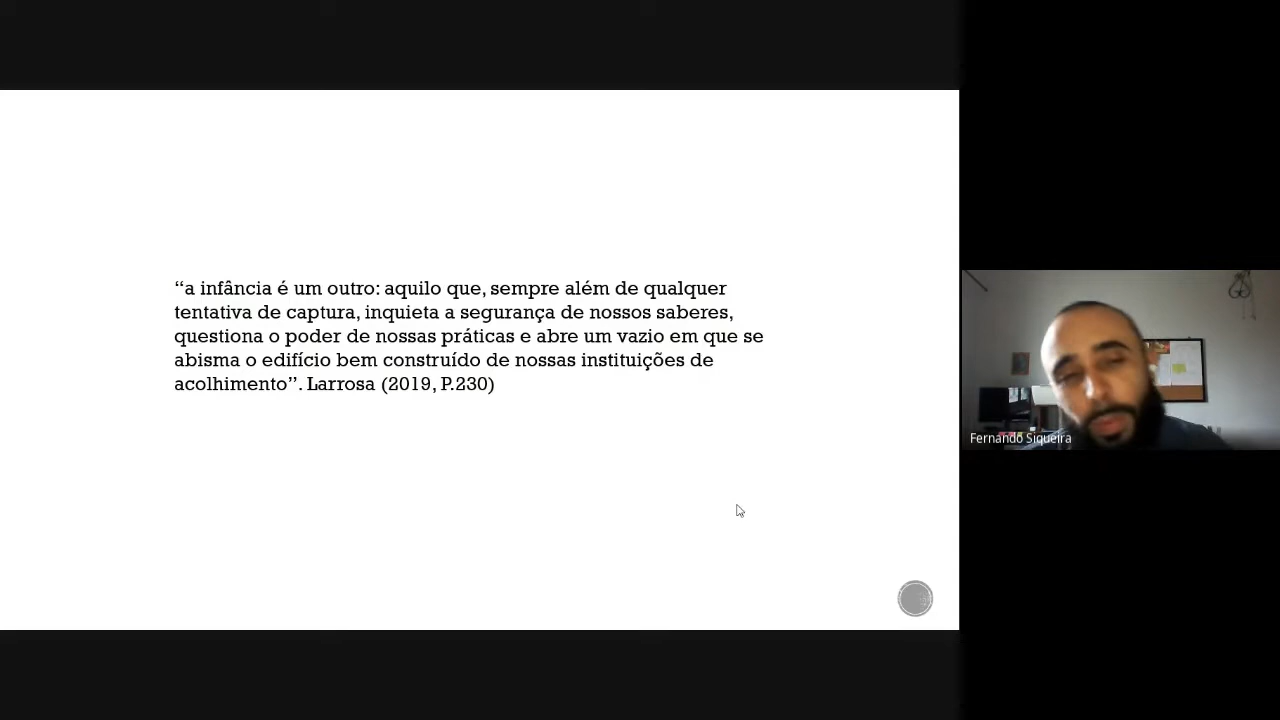 “a infância é um outro: aquilo que, sempre além de qualquer
tentativa de captura, inquieta a segurança de nossos saberes,
questiona o poder de nossas práticas e abre um vazio em que se
abisma o edifício bem construído de nossas instituições de
acolhimento”. Larrosa (2019, P.230)
Fernando Siqueira